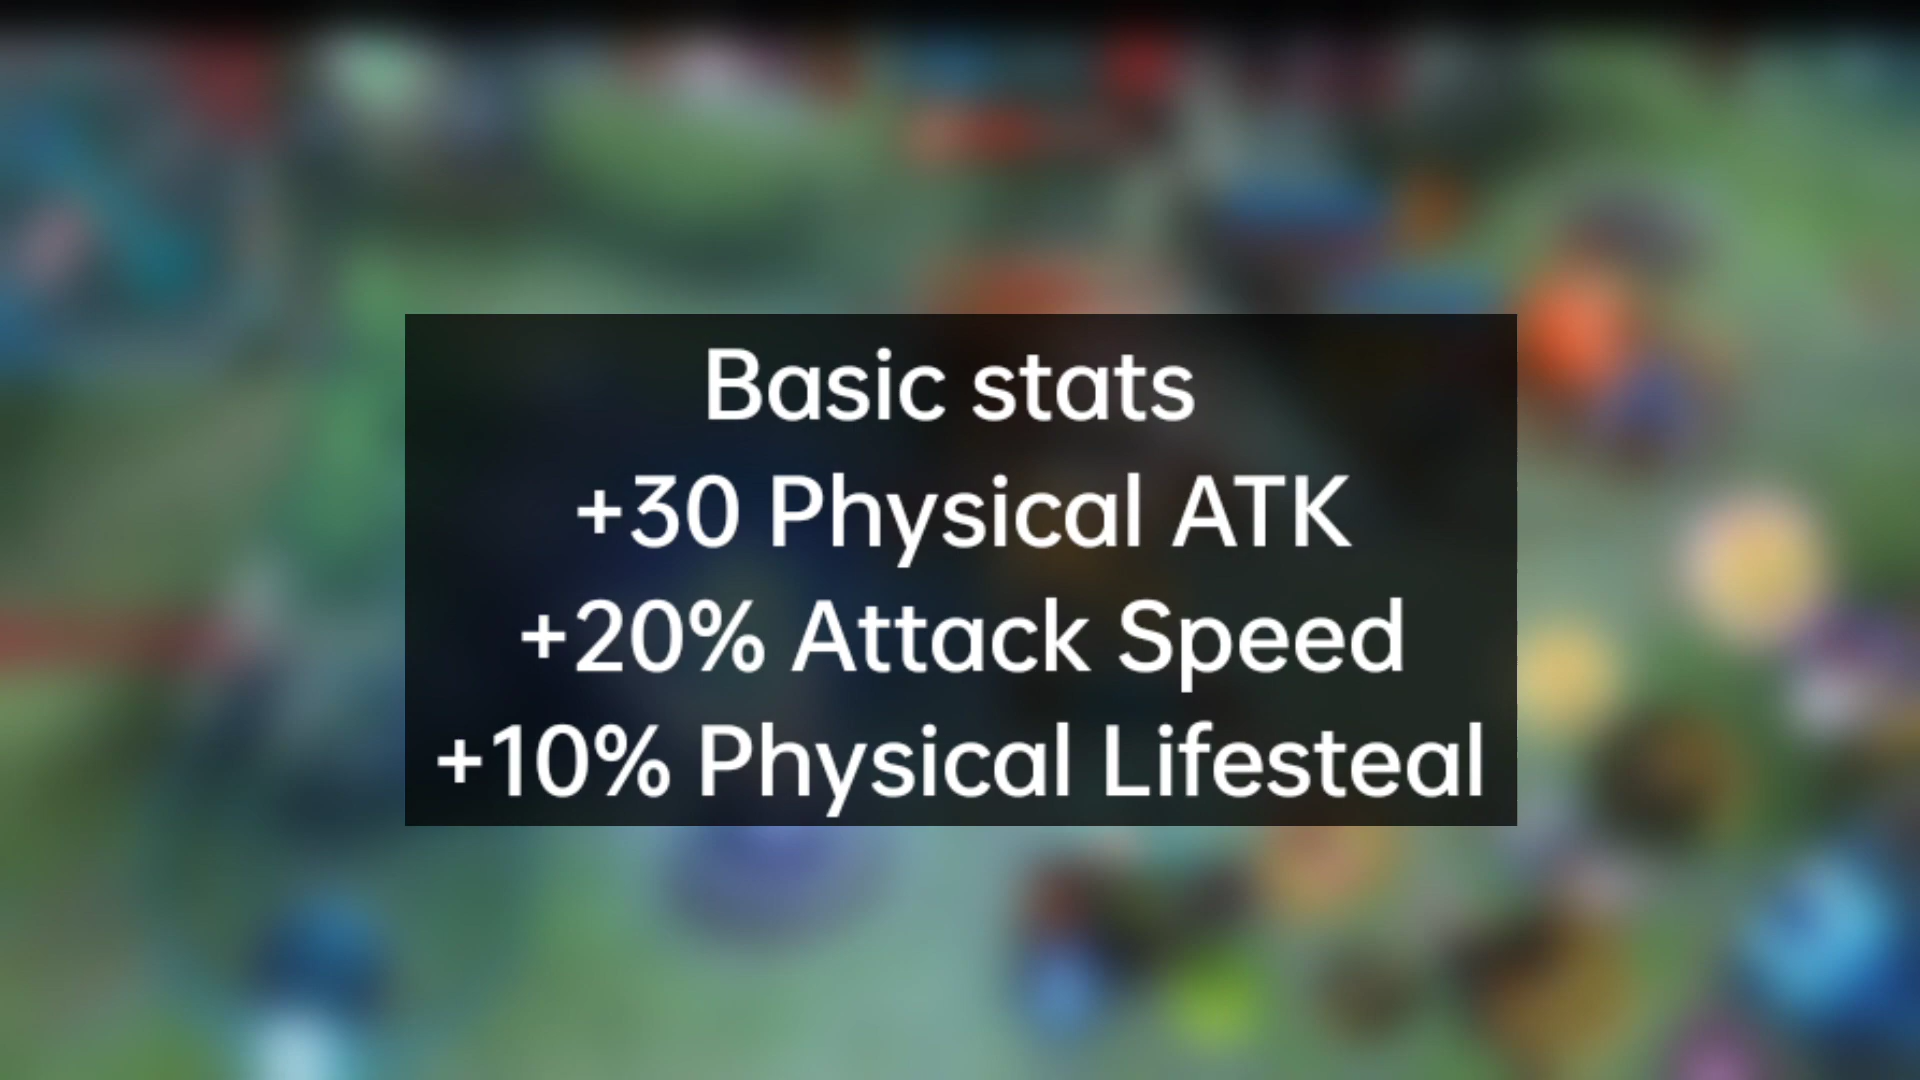 Basic stats
+30 Physical ATK
+20% Attack Speed
+10% Physical Lifesteal